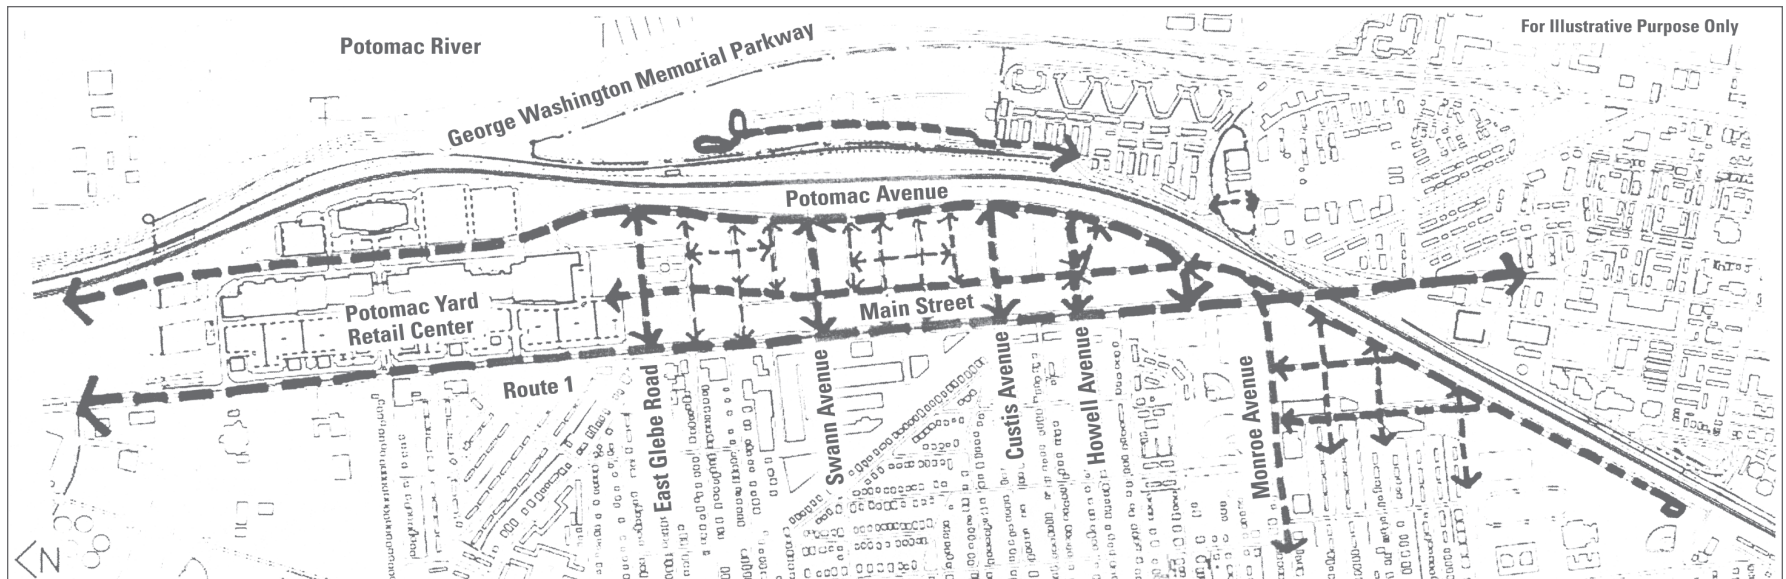 For Illustrative Purpose Only
Potomac River
George Washington Memorial Parkway
Potomac Avenue
Potomac Yard
Retail Center
Main Street
Route 1
East Glebe Road
Swann Avenue
Custis Avenue
Howell Avenue
Monroe Avenue
N